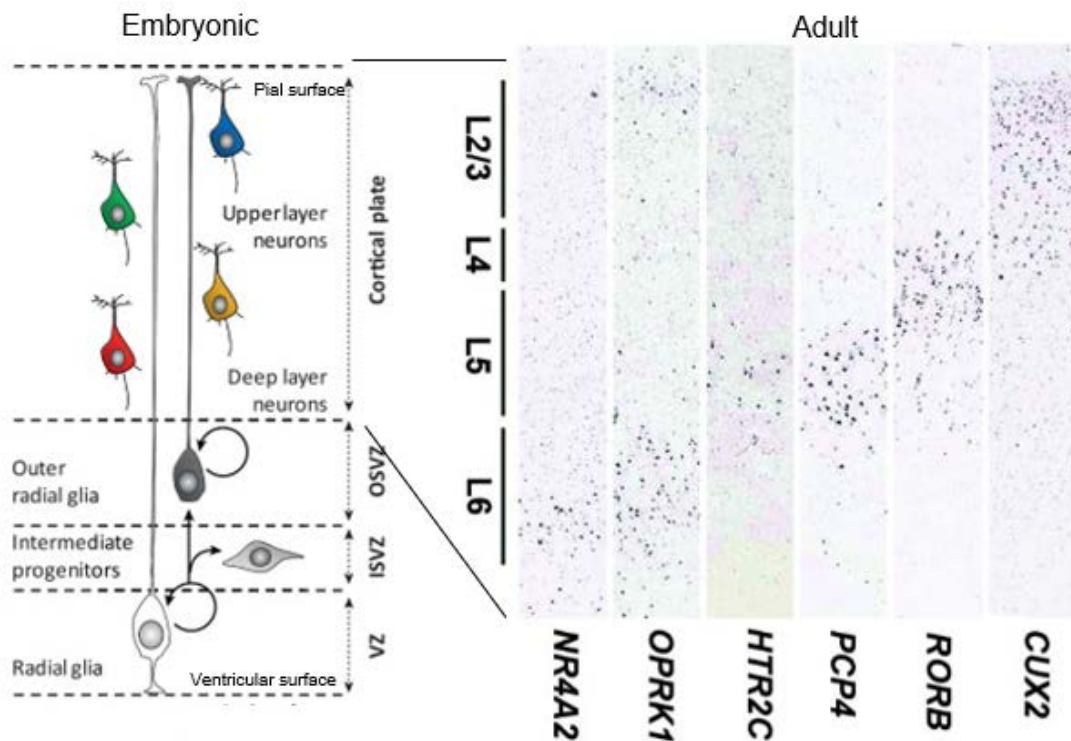 Embryonic
Pial surface
Upper layer
neurons
Deep layer
neurons
Cortical plate
Outer
radial glia
OSVZ
Intermediate
progenitors
ISVZ
Radial glia
Ventricular surface
VZ
Adult
L2/3
L4
L5
L6
NR4A2
OPRK1
HTR2C
PCP4
RORB
CUX2